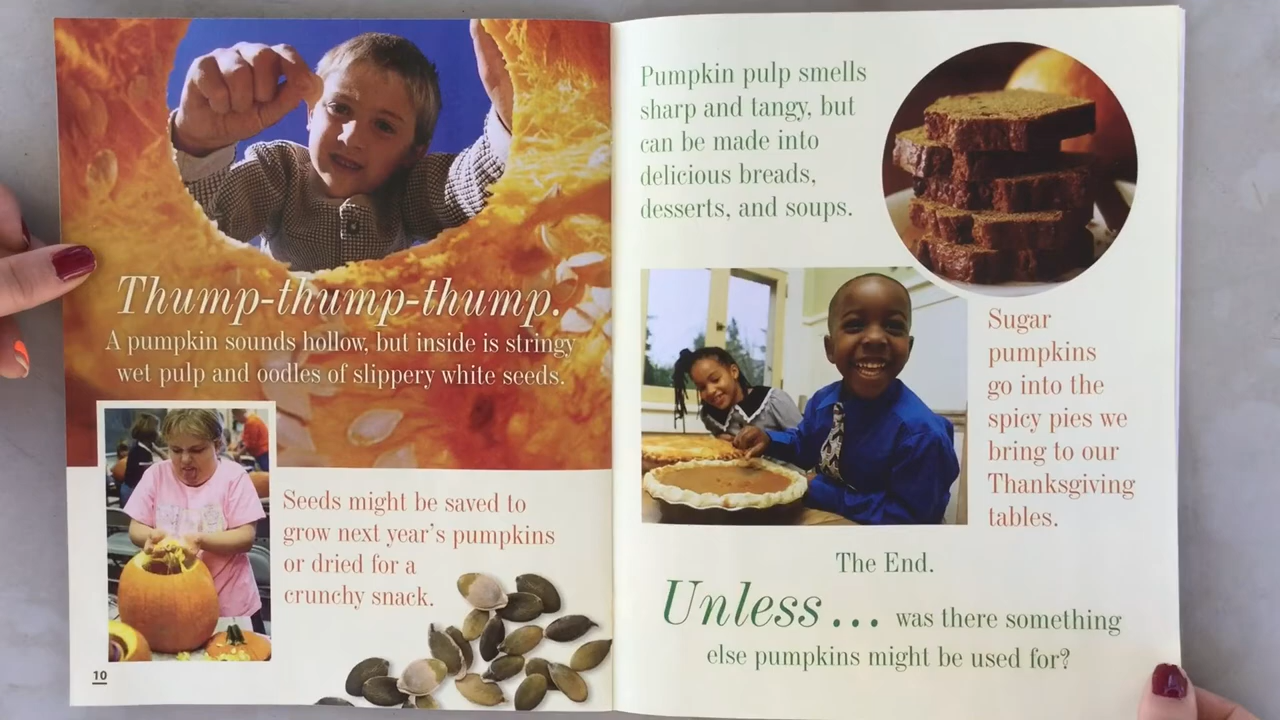 Thump-thump-thump.
A pumpkin sounds hollow, but inside is stringy
wet pulp and oodles of slippery white seeds.
Seeds might be saved to
grow next year's pumpkins
or dried for a
crunchy snack.
10
Pumpkin pulp smells
sharp and tangy, but
can be made into
delicious breads,
desserts, and soups.
Sugar
pumpkins
go into the
spicy pies we
bring to our
Thanksgiving
tables.
The End.
Unless... was there something
else pumpkins might be used for?